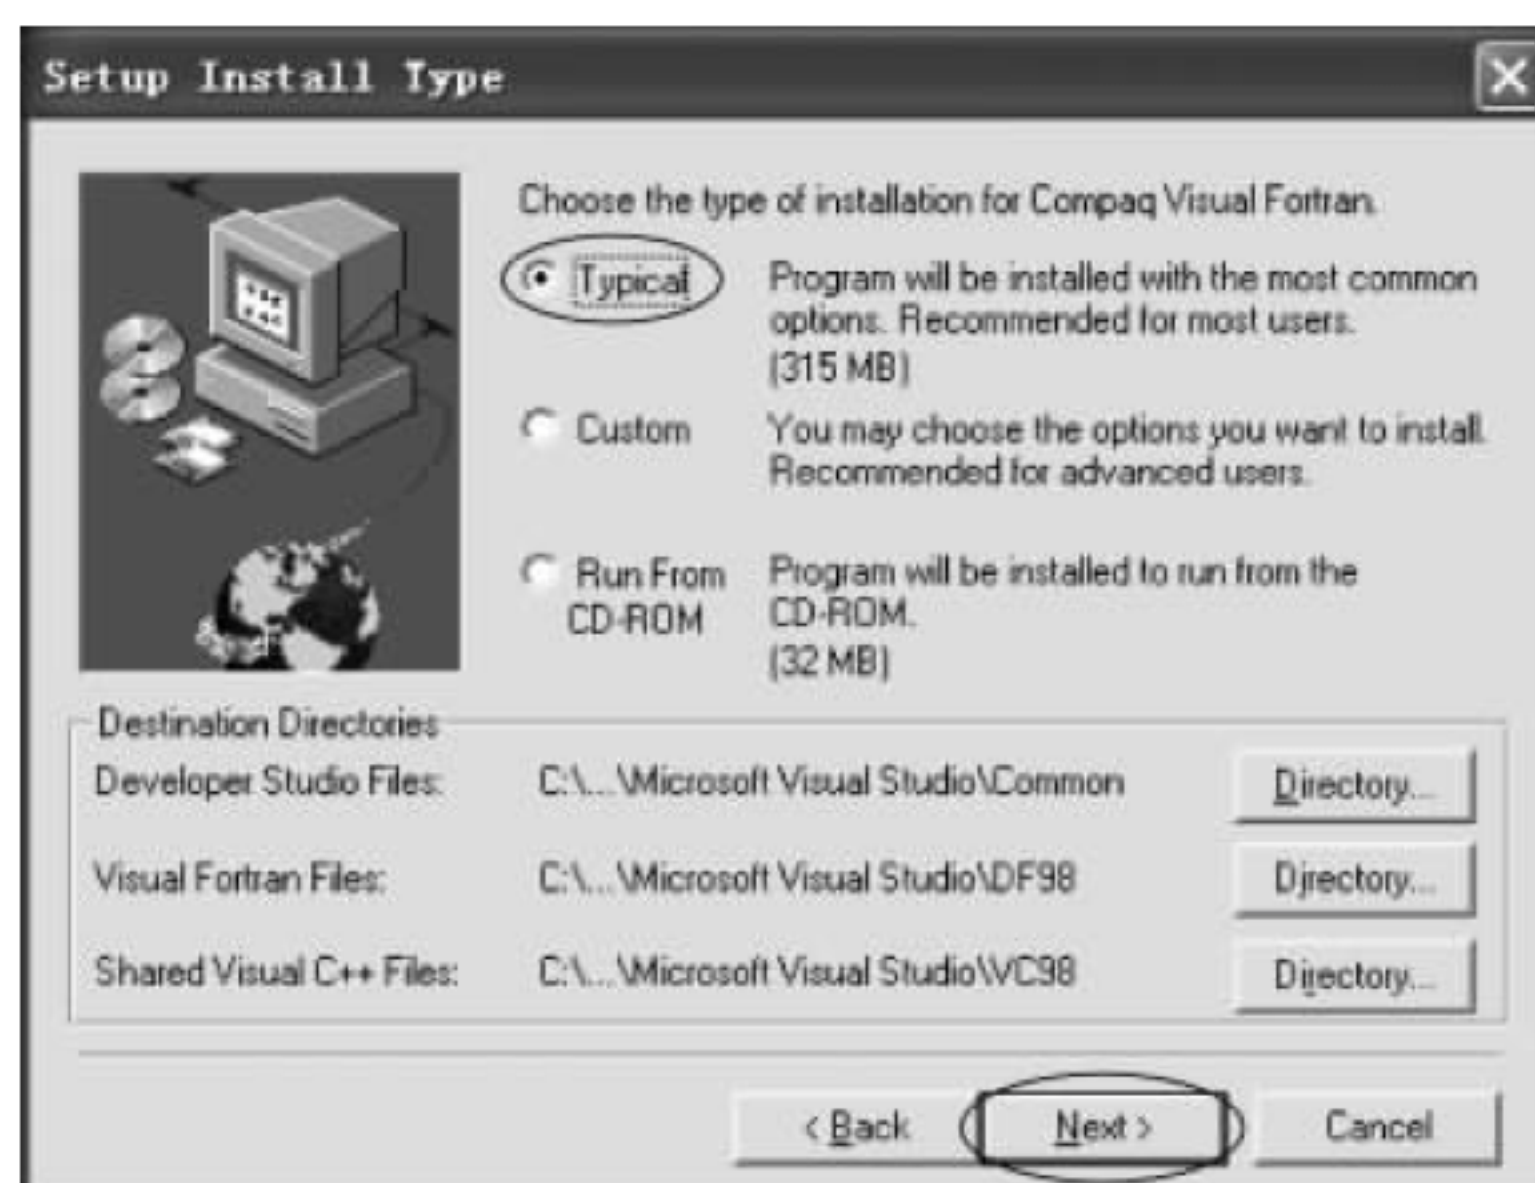 Setup Install Type
Choose the type of installation for Compaq Visual Fortran.
Typical
Program will be installed with the most common
options. Recommended for most users.
(315 MB)
Custom
You may choose the options you want to install.
Recommended for advanced users.
Run From
CD-ROM
Program will be installed to run from the
CD-ROM.
(32 MB)
Destination Directories
Developer Studio Files: C:\...\Microsoft Visual Studio\Common Directory...
Visual Fortran Files: C:\...\Microsoft Visual Studio\DF98 Directory...
Shared Visual C++ Files: C:\...\Microsoft Visual Studio\VC98 Directory...
< Back Next > Cancel